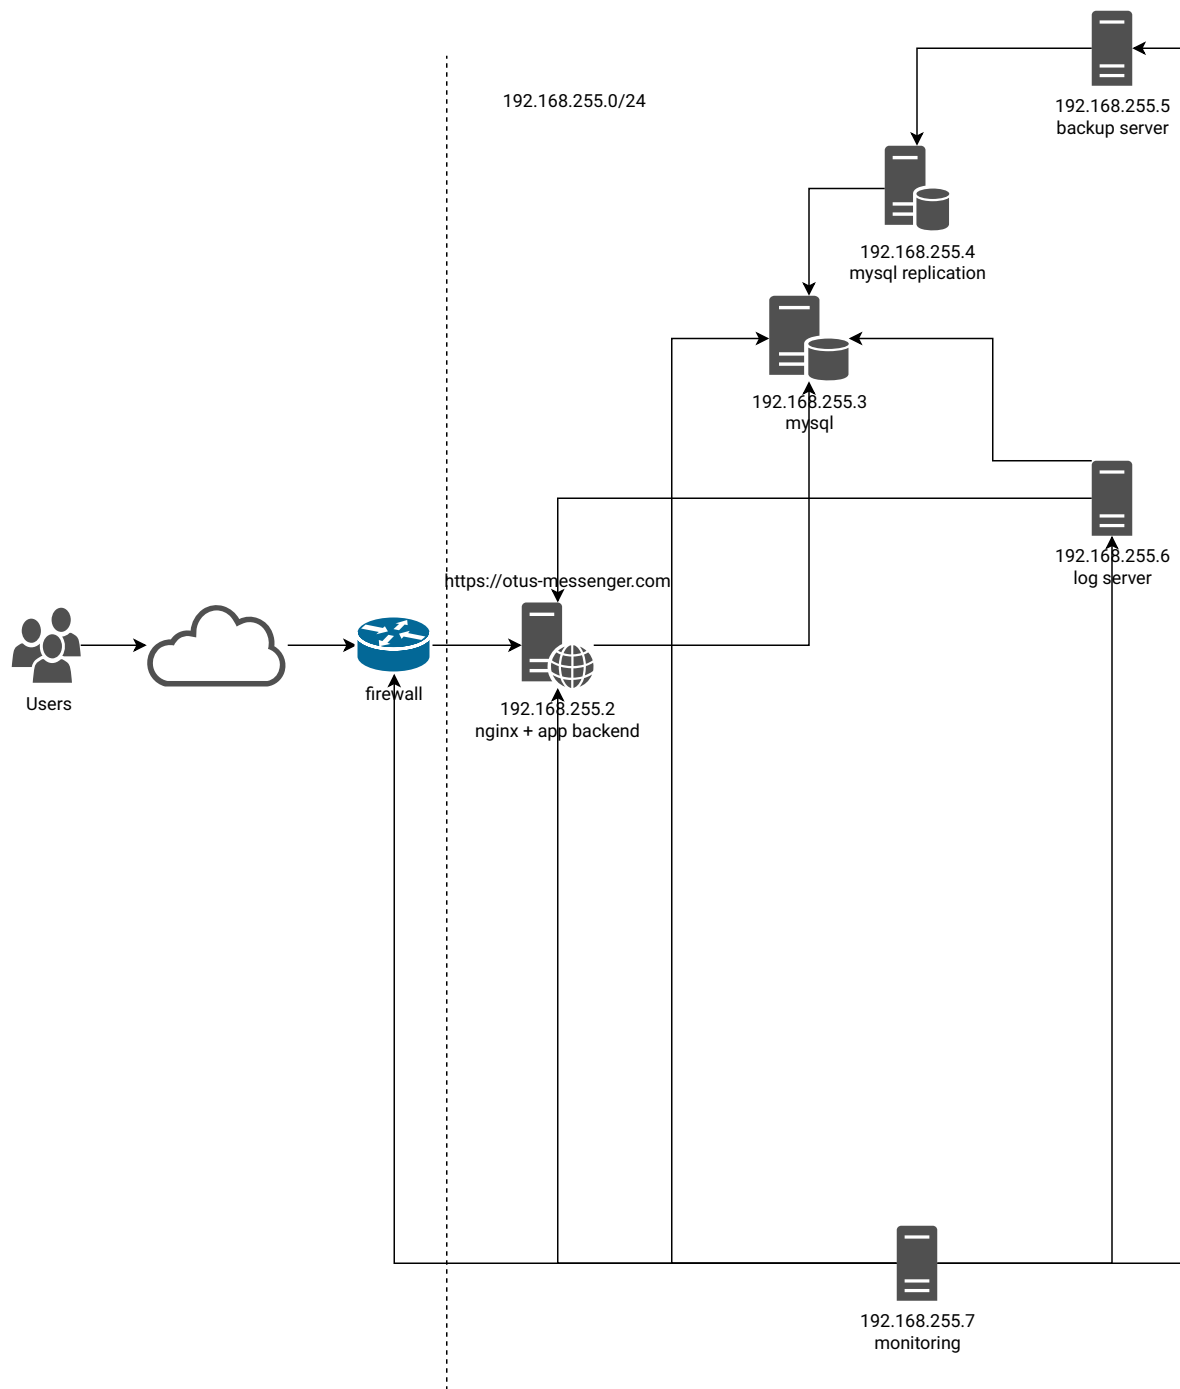 192.168.255.0/24
192.168.255.5
backup server
192.168.255.4
mysql replication
192.168.255.3
mysql
192.168.255.6
log server
https://otus-messenger.com
Users
firewall
192.168.255.2
nginx + app backend
192.168.255.7
monitoring